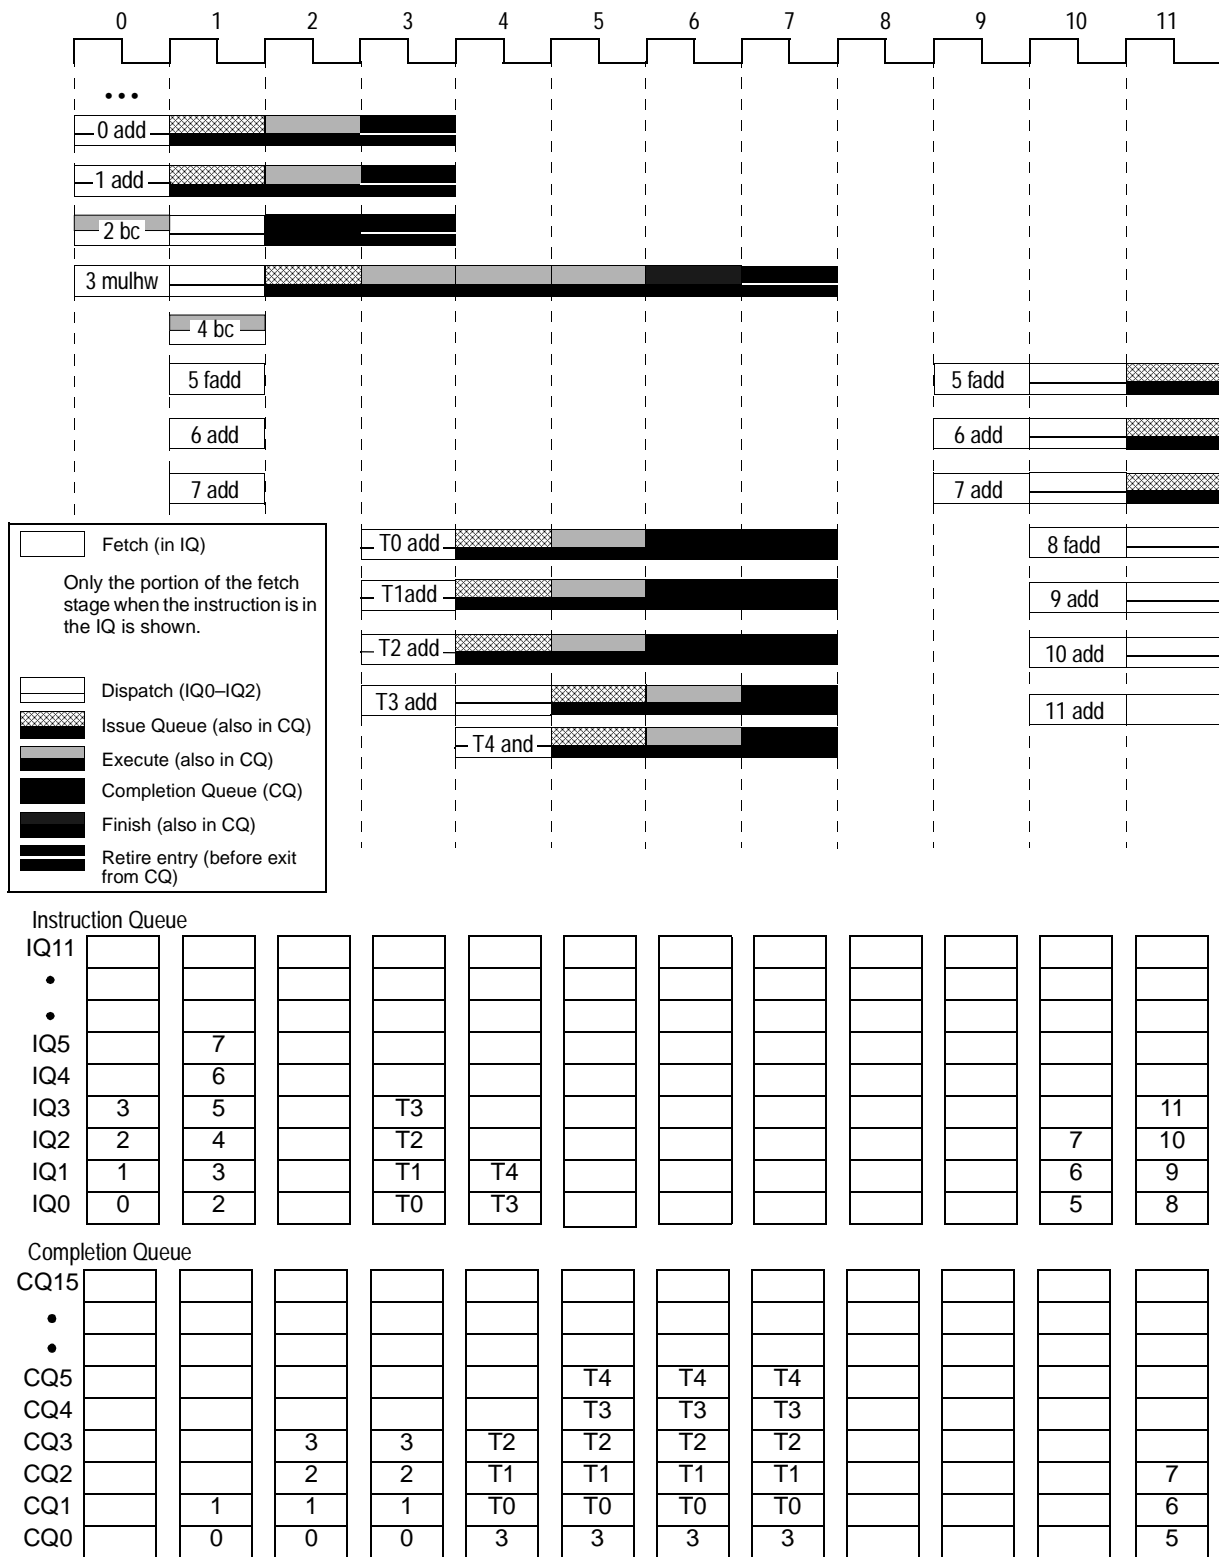 0 1 2 3 4 5 6 7 8 9 10 11
•••
0 add
1 add
2 bc
3 mulhw
4 bc
5 fadd 5 fadd
6 add 6 add
7 add 7 add
T0 add 8 fadd
T1add 9 add
T2 add 10 add
T3 add 11 add
T4 and
Fetch (in IQ)
Only the portion of the fetch
stage when the instruction is in
the IQ is shown.
Dispatch (IQ0–IQ2)
Issue Queue (also in CQ)
Execute (also in CQ)
Completion Queue (CQ)
Finish (also in CQ)
Retire entry (before exit
from CQ)
Instruction Queue
IQ11
•
•
IQ5 7
IQ4 6
IQ3 3 5 T3 11
IQ2 2 4 T2 7 10
IQ1 1 3 T1 T4 6 9
IQ0 0 2 T0 T3 5 8
Completion Queue
CQ15
•
•
CQ5 T4 T4 T4
CQ4 T3 T3 T3
CQ3 3 3 T2 T2 T2 T2
CQ2 2 2 T1 T1 T1 T1 7
CQ1 1 1 1 T0 T0 T0 T0 6
CQ0 0 0 0 3 3 3 3 5